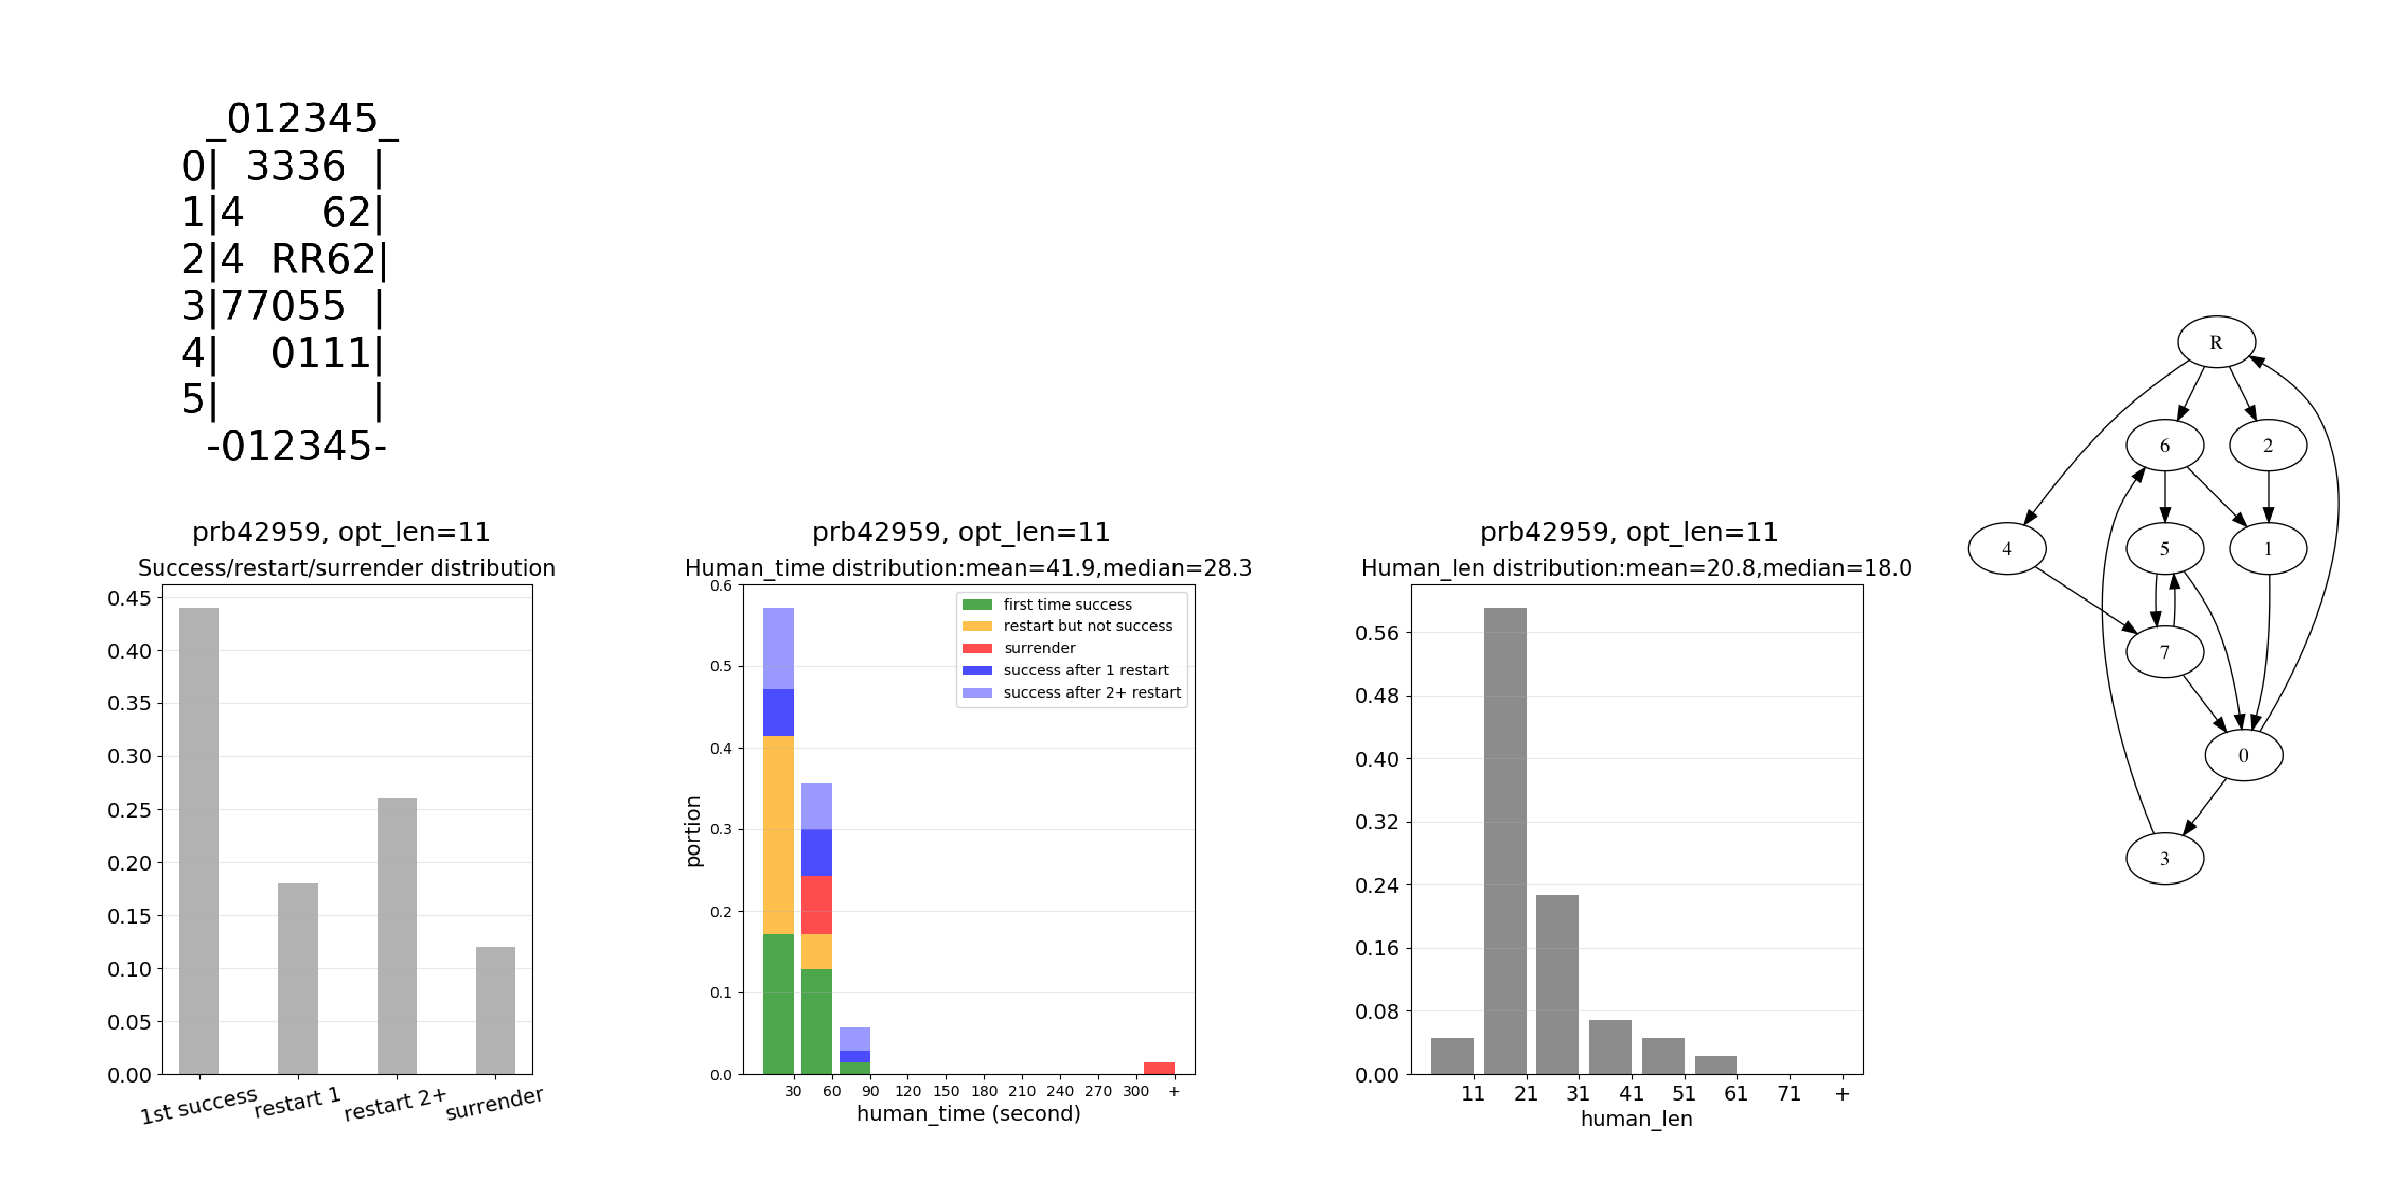 _012345_
0| 3336 |
1|4   62|
2|4 RR62|
3|77055 |
4|  0111|
5|      |
-012345-
prb42959, opt_len=11
Success/restart/surrender distribution
0.45
0.40
0.35
0.30
0.25
0.20
0.15
0.10
0.05
0.00
1st success restart 1 restart 2+ surrender
prb42959, opt_len=11
Human_time distribution:mean=41.9,median=28.3
first time success
restart but not success
surrender
success after 1 restart
success after 2+ restart
0.6
0.5
0.4
0.3
0.2
0.1
0.0
portion
30 60 90 120 150 180 210 240 270 300 +
human_time (second)
prb42959, opt_len=11
Human_len distribution:mean=20.8,median=18.0
0.56
0.48
0.40
0.32
0.24
0.16
0.08
0.00
11 21 31 41 51 61 71 +
human_len
R
6 2
4 5 1
7
0
3